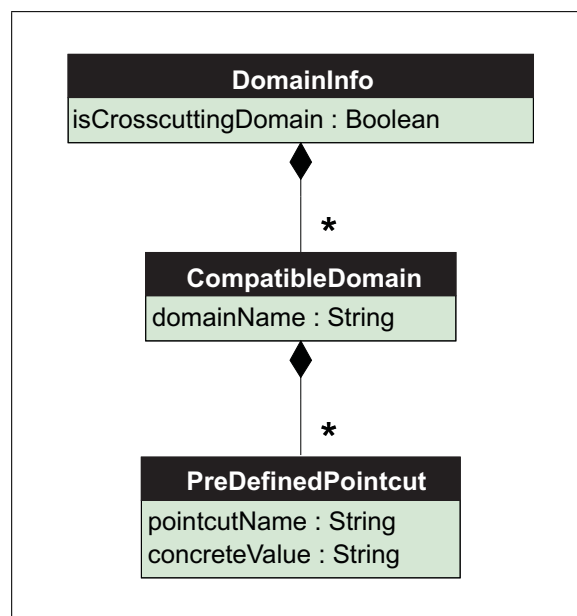 DomainInfo
isCrosscuttingDomain : Boolean
*
CompatibleDomain
domainName : String
*
PreDefinedPointcut
pointcutName : String
concreteValue : String